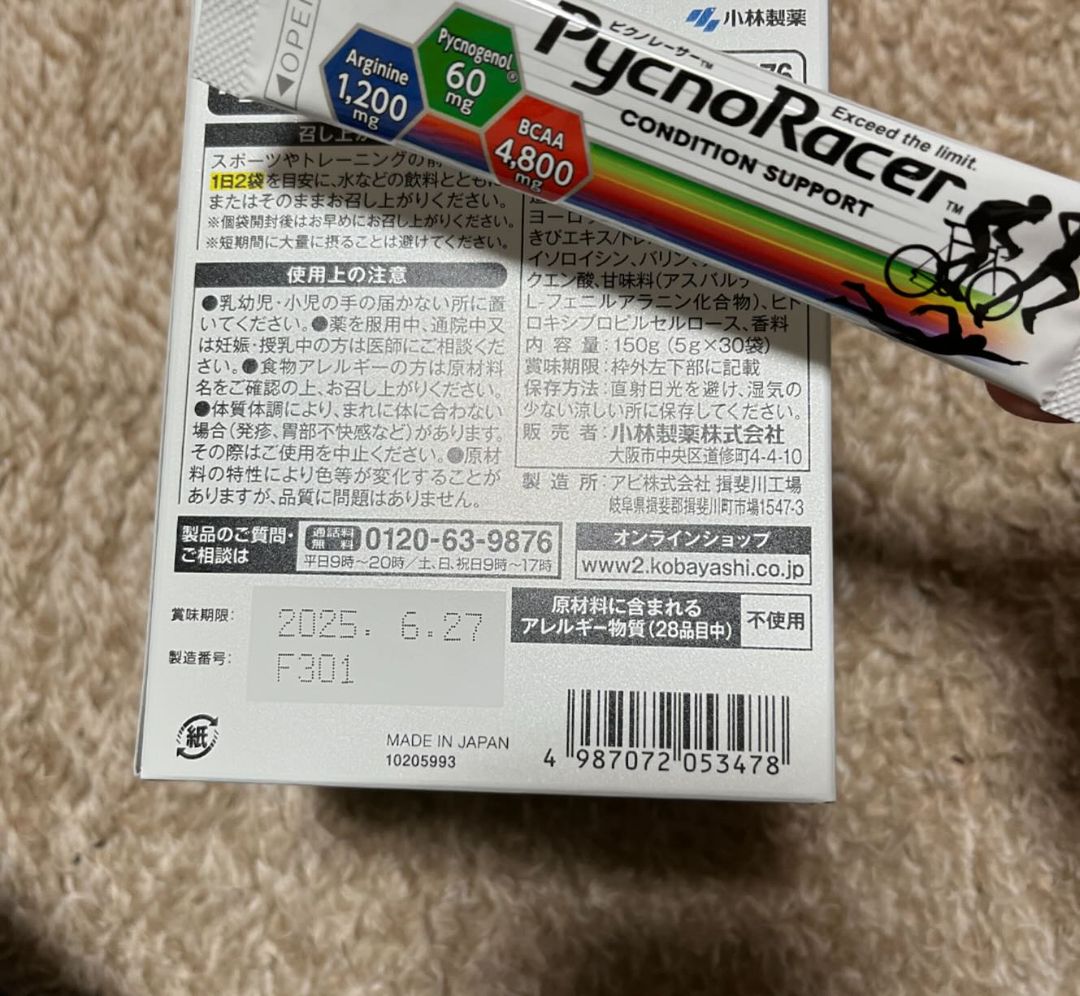 小林製薬
OPEN
Arginine
1,200
mg
Pycnogenol®
60
mg
BCAA
4,800
mg
ピクノレーサー™
PycnoRacer™
Exceed the limit.
CONDITION SUPPORT
召し上が
スポーツやトレーニングの前
1日2袋を目安に、水などの飲料とともに
またはそのままお召し上がりください。
※個袋開封後はお早めにお召し上がりください。
※短期間に大量に摂ることは避けてください。
使用上の注意
●乳幼児・小児の手の届かない所に置
いてください。●薬を服用中、通院中又
は妊娠・授乳中の方は医師にご相談くだ
さい。●食物アレルギーの方は原材料
名をご確認の上、お召し上がりください。
●体質体調により、まれに体に合わない
場合(発疹、胃部不快感など)があります。
その際はご使用を中止ください。●原材
料の特性により色等が変化することが
ありますが、品質に問題はありません。
ヨーロッ
きびエキス/トレ
イソロイシン、バリン、
クエン酸、甘味料(アスパルテ
L-フェニルアラニン化合物)、ヒド
ロキシプロピルセルロース、香料
内容量:150g(5g×30袋)
賞味期限:枠外左下部に記載
保存方法:直射日光を避け、湿気の
少ない涼しい所に保存してください。
販売者:小林製薬株式会社
大阪市中央区道修町4-4-10
製造所:アピ株式会社 揖斐川工場
岐阜県揖斐郡揖斐川町市場1547-3
製品のご質問・
ご相談は
通話料
無料
0120-63-9876
平日9時~20時/土、日、祝日9時~17時
オンラインショップ
www2.kobayashi.co.jp
賞味期限:
2025. 6.27
製造番号:
F301
原材料に含まれる
アレルギー物質(28品目中)
不使用
紙
MADE IN JAPAN
10205993
4 987072 053478